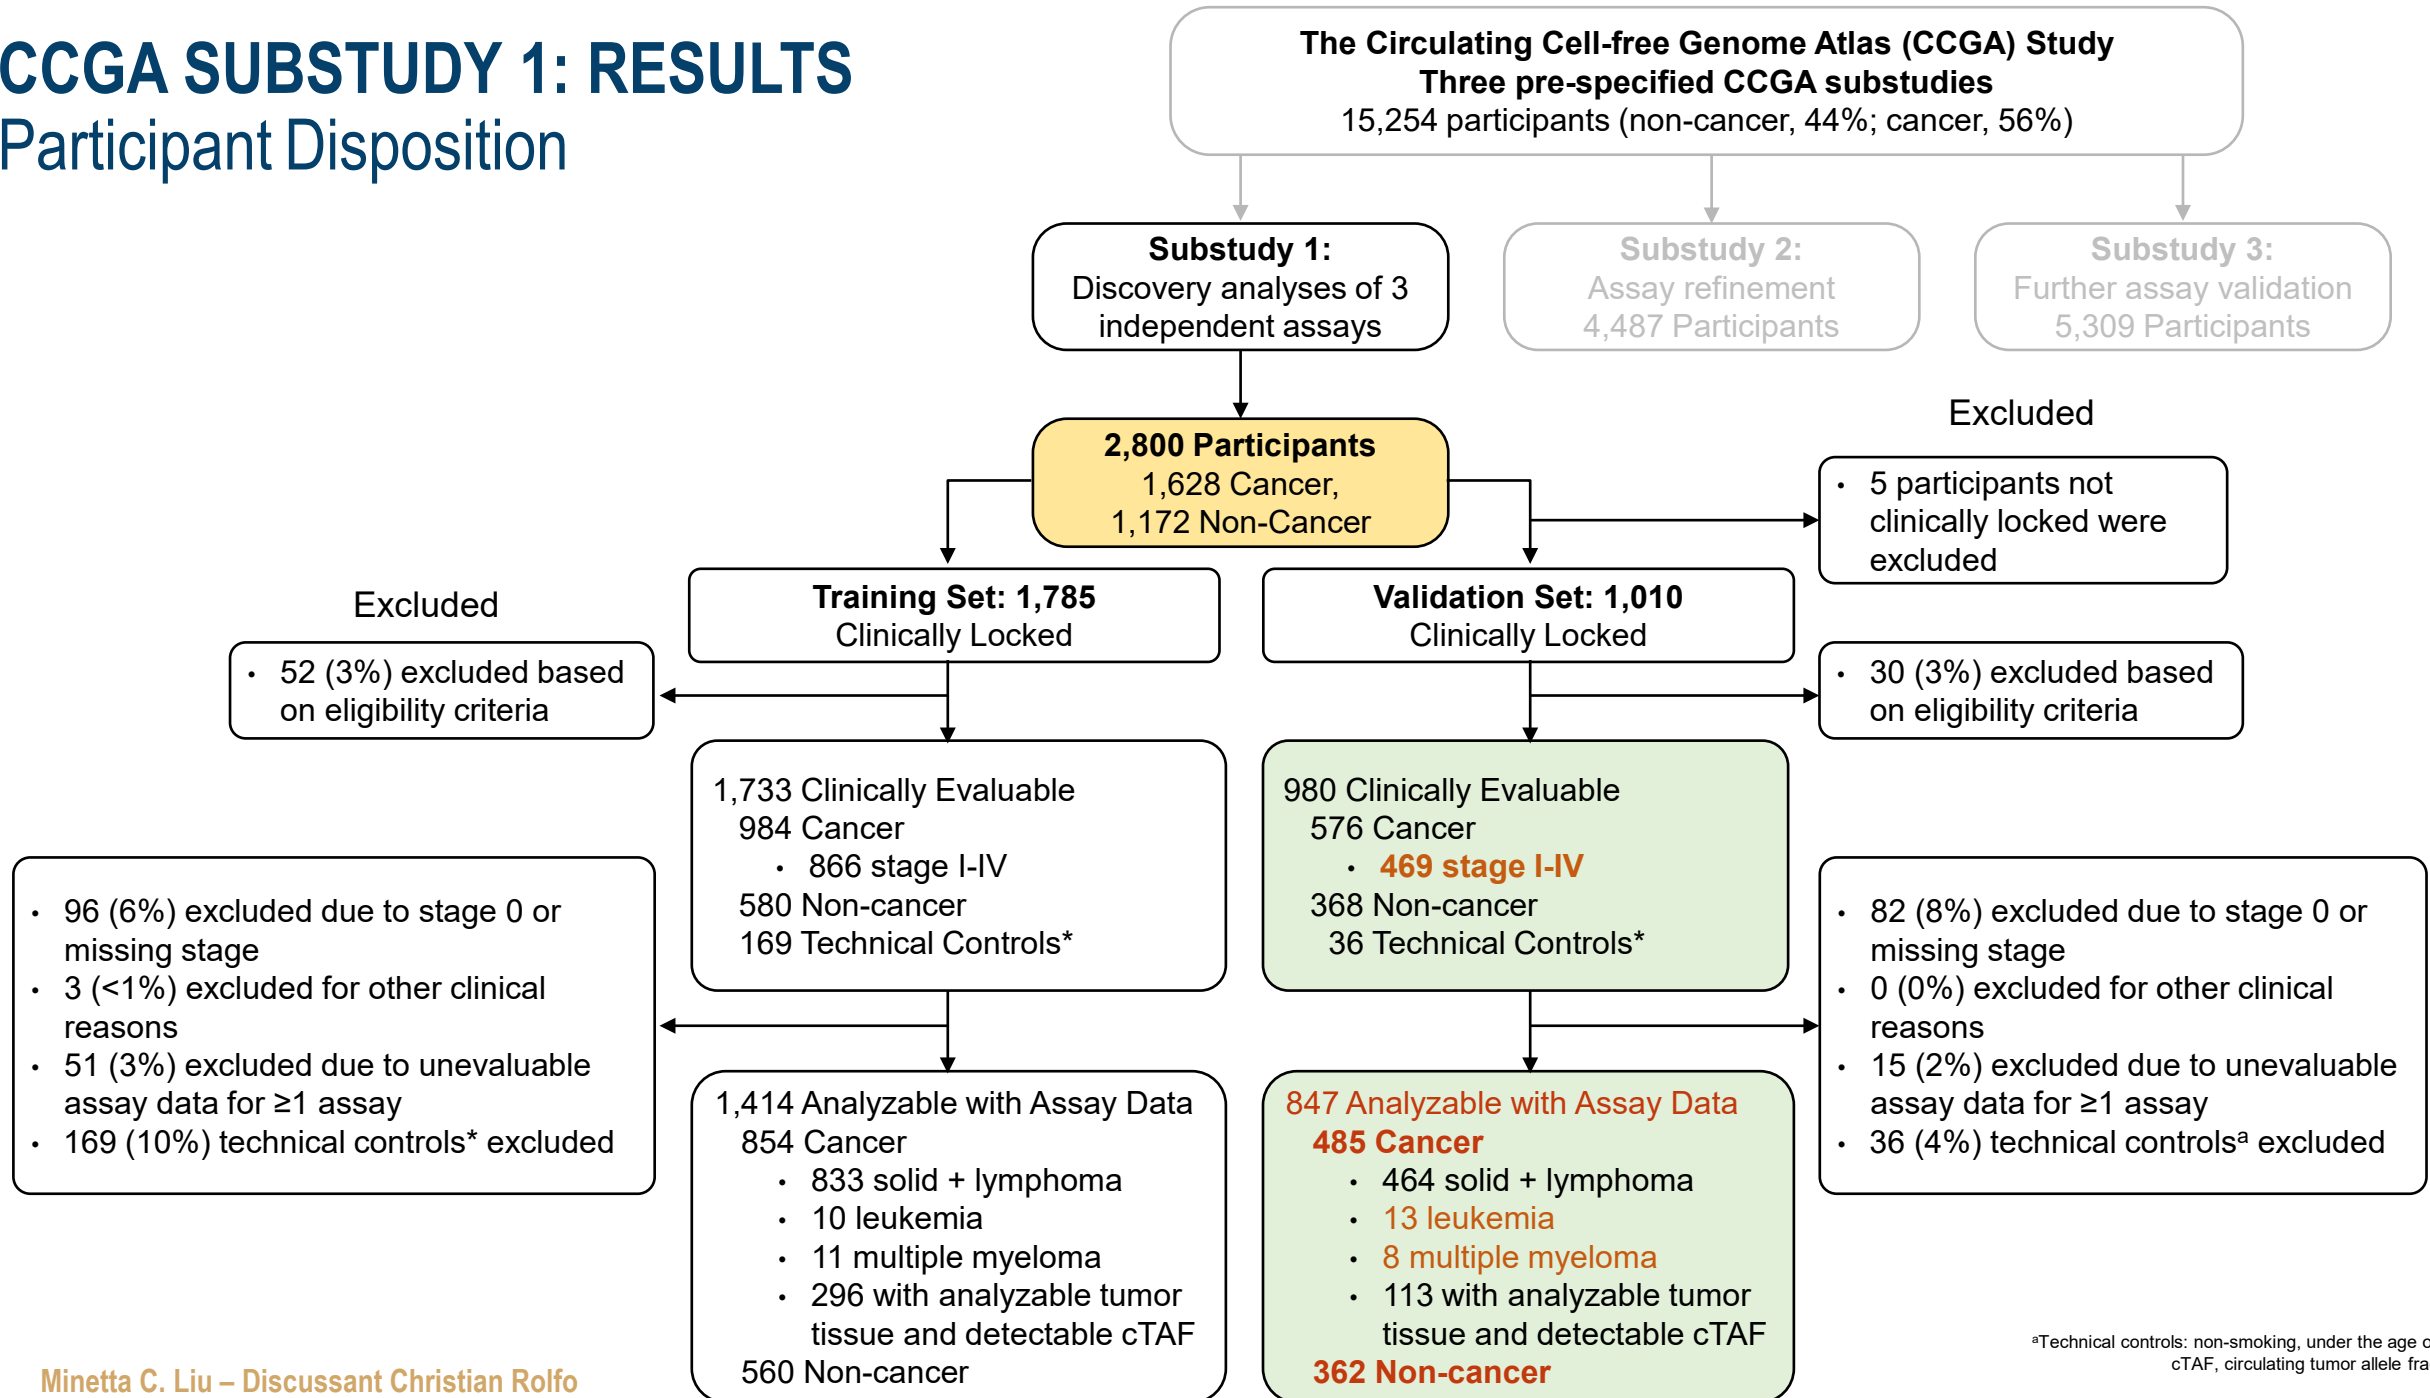 CCGA SUBSTUDY 1: RESULTS
Participant Disposition
The Circulating Cell-free Genome Atlas (CCGA) Study
Three pre-specified CCGA substudies
15,254 participants (non-cancer, 44%; cancer, 56%)
Substudy 1:
Discovery analyses of 3
independent assays
Substudy 2:
Assay refinement
4,487 Participants
Substudy 3:
Further assay validation
5,309 Participants
2,800 Participants
1,628 Cancer,
1,172 Non-Cancer
Excluded
• 5 participants not
clinically locked were
excluded
Training Set: 1,785
Clinically Locked
Validation Set: 1,010
Clinically Locked
Excluded
• 52 (3%) excluded based
on eligibility criteria
• 30 (3%) excluded based
on eligibility criteria
1,733 Clinically Evaluable
984 Cancer
• 866 stage I-IV
580 Non-cancer
169 Technical Controls*
980 Clinically Evaluable
576 Cancer
• 469 stage I-IV
368 Non-cancer
36 Technical Controls*
• 96 (6%) excluded due to stage 0 or
missing stage
• 3 (<1%) excluded for other clinical
reasons
• 51 (3%) excluded due to unevaluable
assay data for ≥1 assay
• 169 (10%) technical controls* excluded
• 82 (8%) excluded due to stage 0 or
missing stage
• 0 (0%) excluded for other clinical
reasons
• 15 (2%) excluded due to unevaluable
assay data for ≥1 assay
• 36 (4%) technical controlsᵃ excluded
1,414 Analyzable with Assay Data
854 Cancer
• 833 solid + lymphoma
• 10 leukemia
• 11 multiple myeloma
• 296 with analyzable tumor
tissue and detectable cTAF
560 Non-cancer
847 Analyzable with Assay Data
485 Cancer
• 464 solid + lymphoma
• 13 leukemia
• 8 multiple myeloma
• 113 with analyzable tumor
tissue and detectable cTAF
362 Non-cancer
ᵃTechnical controls: non-smoking, under the age
cTAF, circulating tumor allele
Minetta C. Liu – Discussant Christian Rolfo